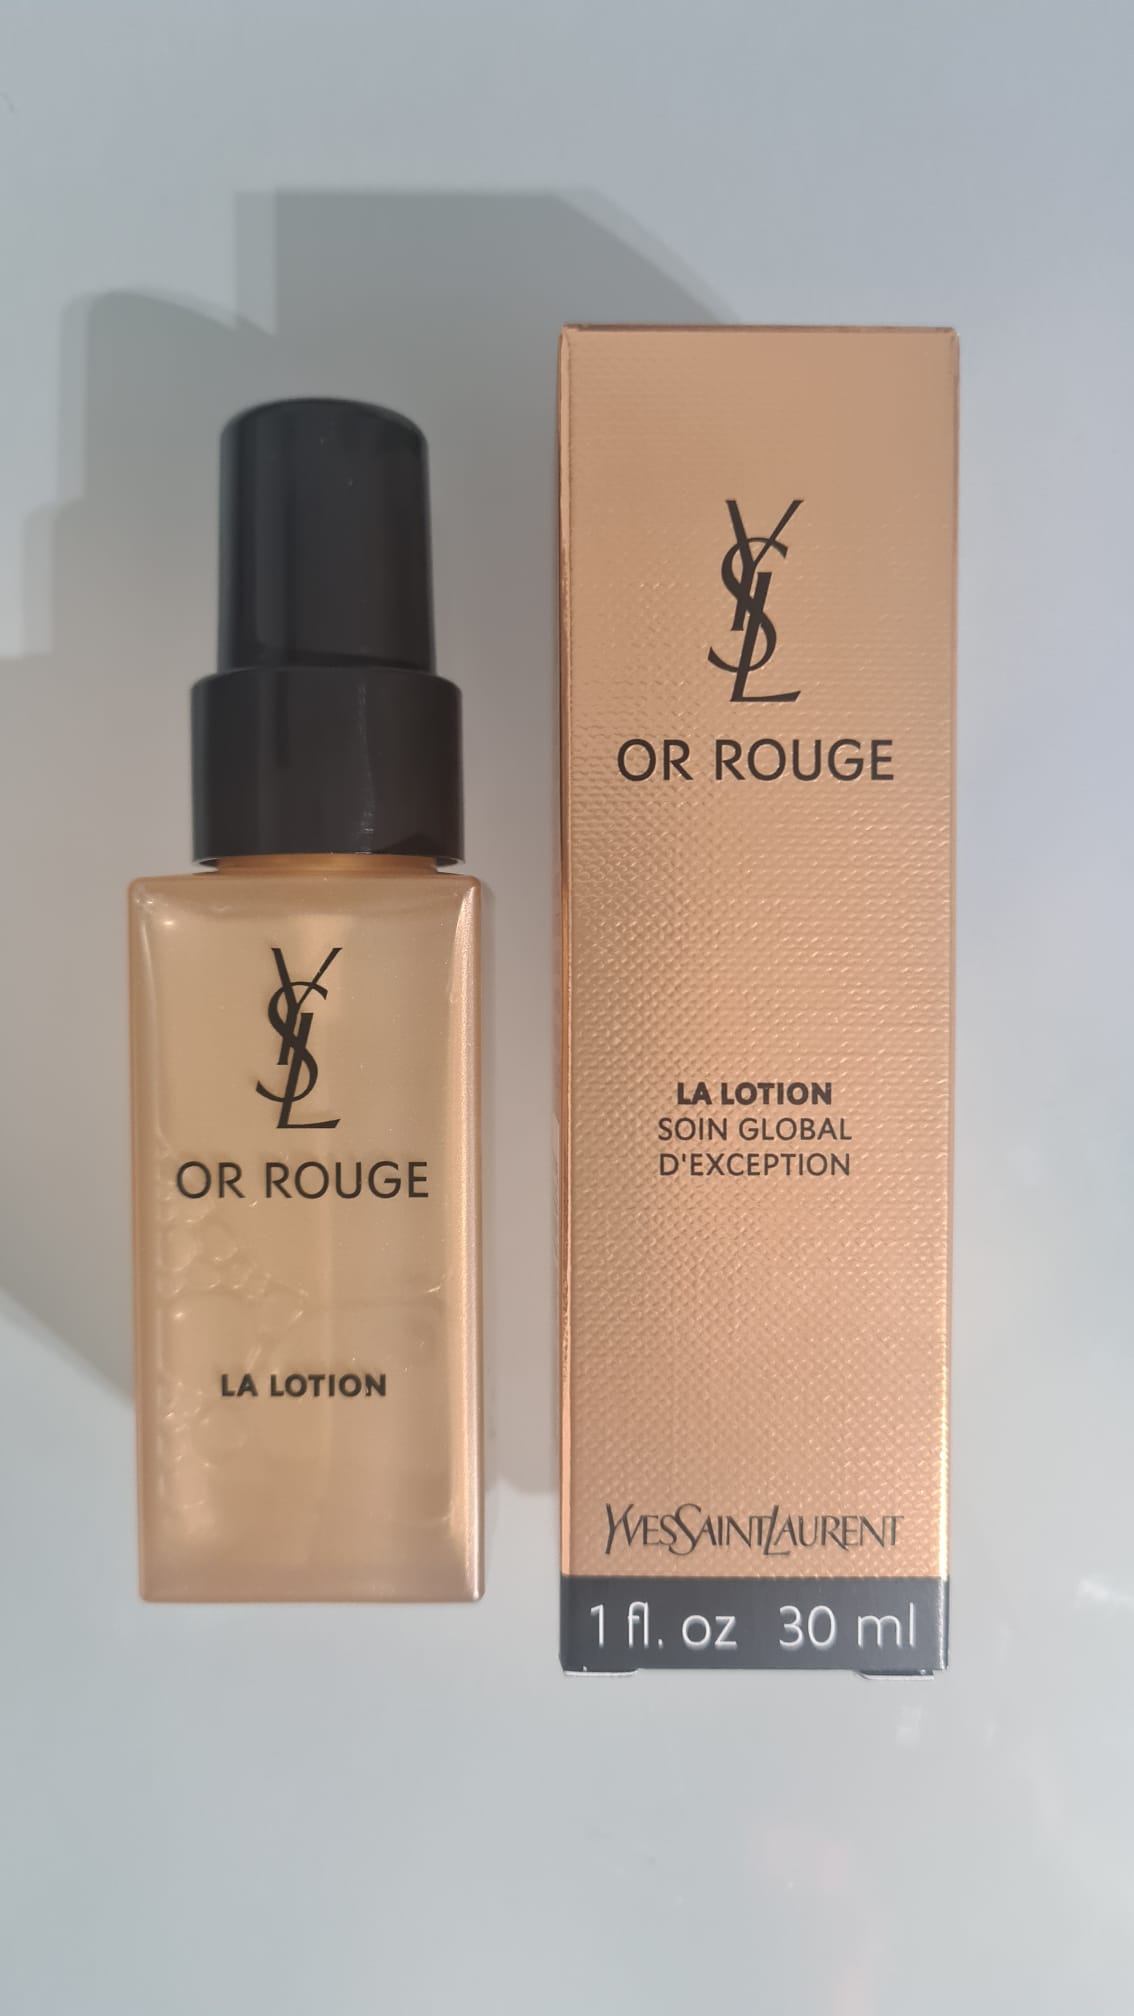 YSL
OR ROUGE
LA LOTION
YSL
OR ROUGE
LA LOTION
SOIN GLOBAL
D'EXCEPTION
YVESSAINTLAURENT
1 fl. oz 30 ml